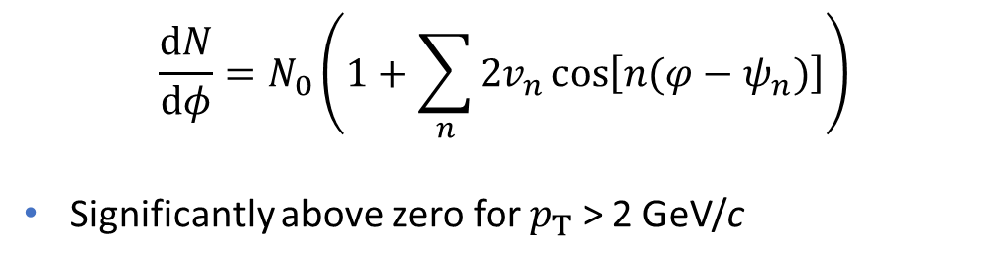 dN/dϕ = N₀ (1 + ∑ₙ 2vₙ cos[n(φ − ψₙ)])
• Significantly above zero for p_T > 2 GeV/c